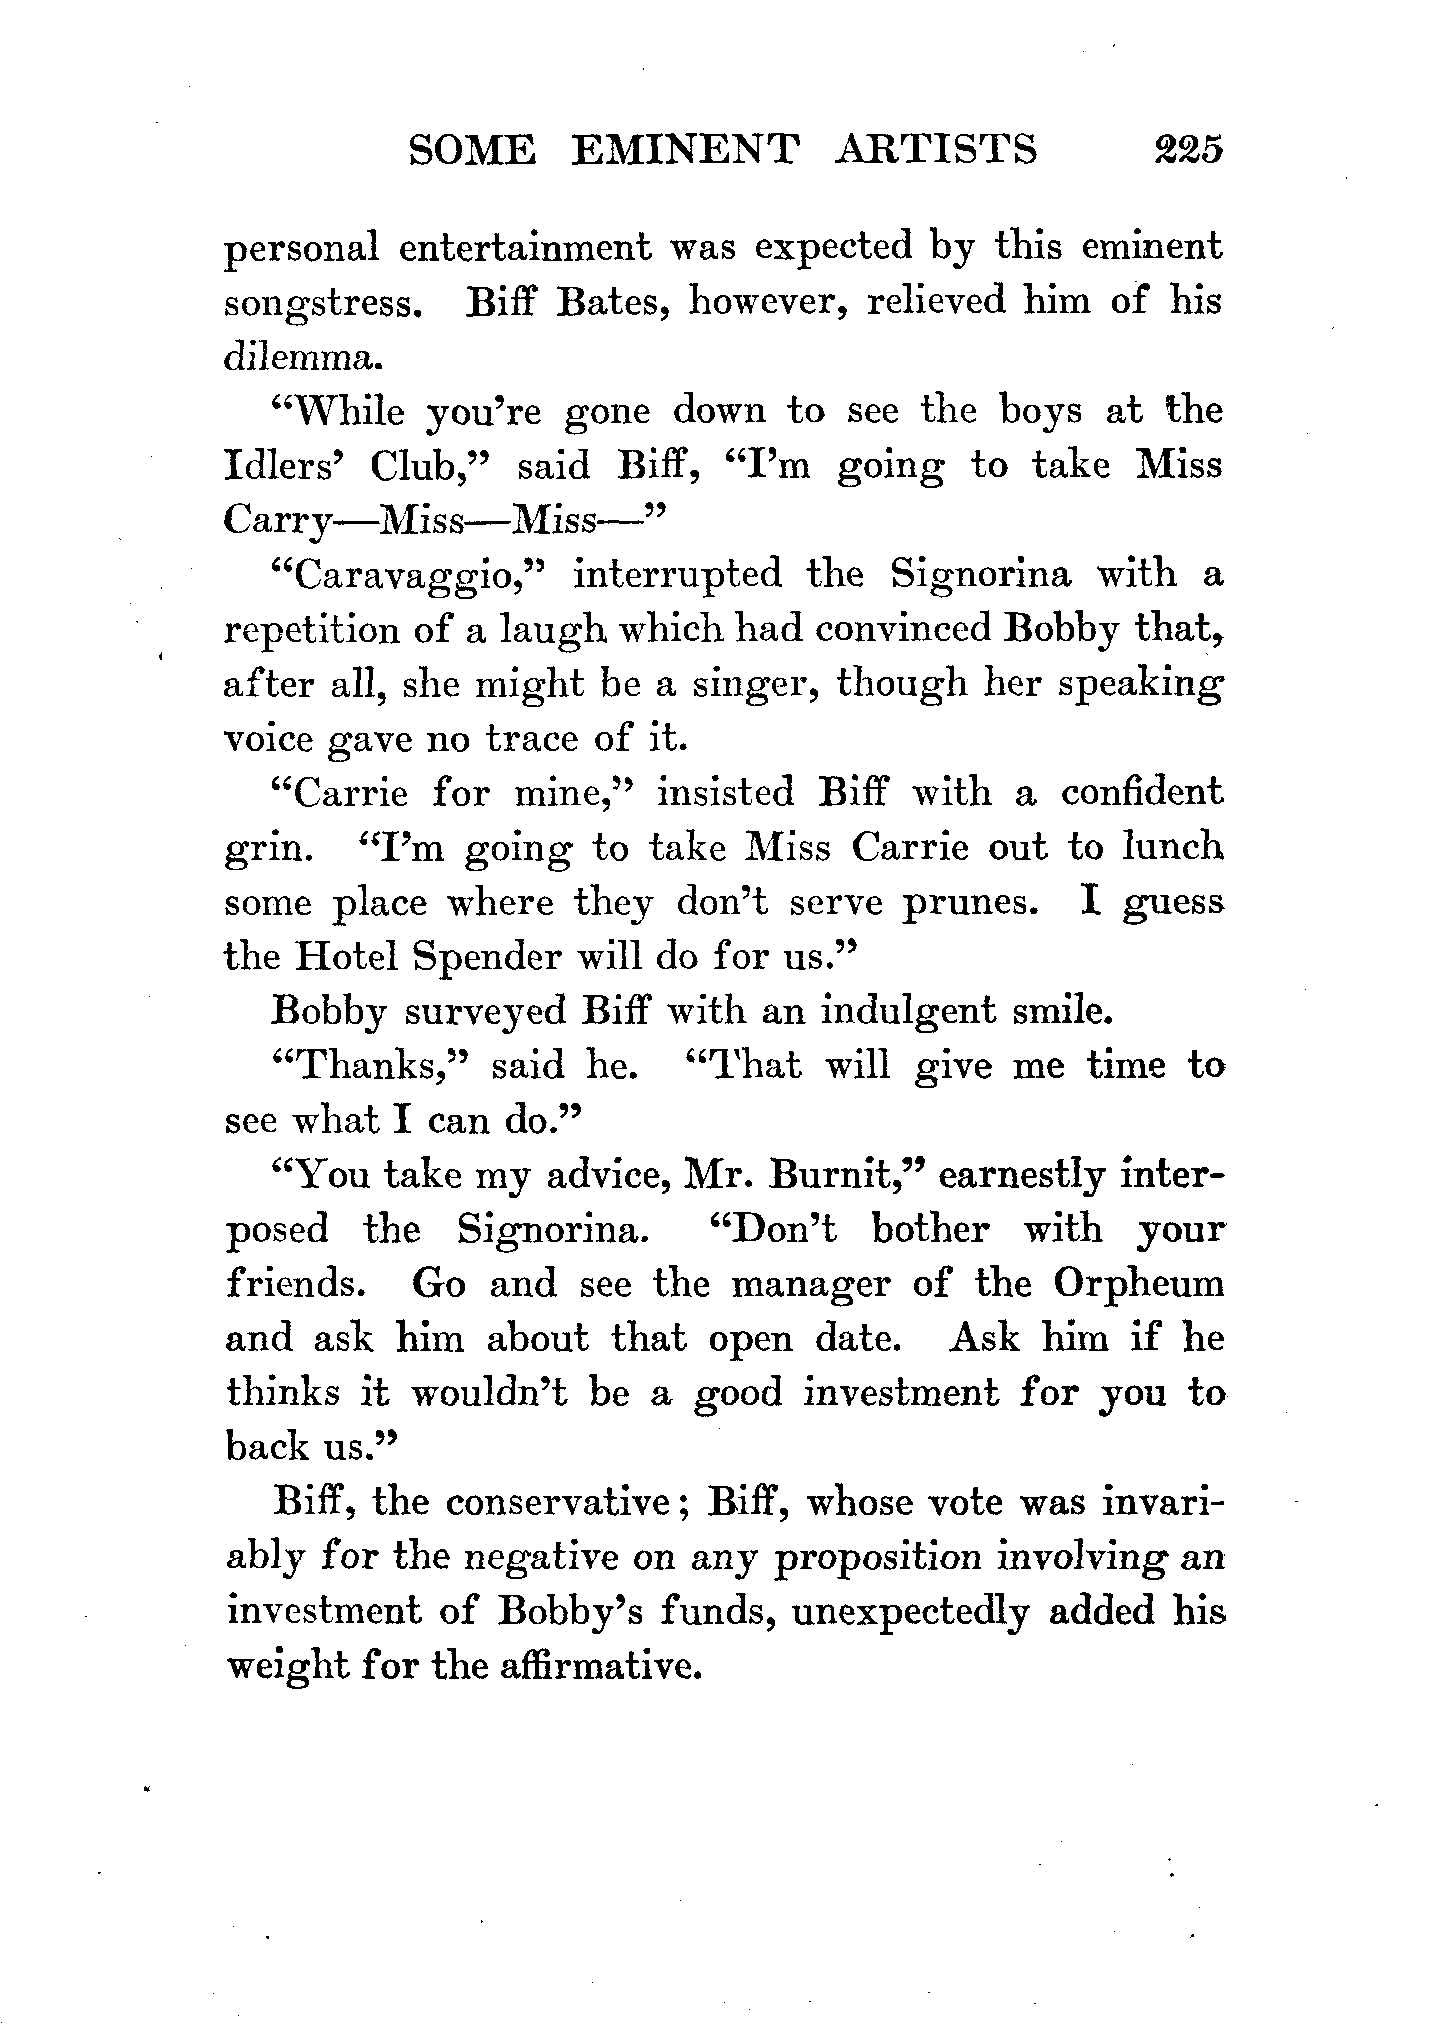 SOME EMINENT ARTISTS 225
personal entertainment was expected by this eminent
songstress. Biff Bates, however, relieved him of his
dilemma.
“While you’re gone down to see the boys at the
Idlers’ Club,” said Biff, “I’m going to take Miss
Carry—Miss—Miss—”
“Caravaggio,” interrupted the Signorina with a
repetition of a laugh which had convinced Bobby that,
after all, she might be a singer, though her speaking
voice gave no trace of it.
“Carrie for mine,” insisted Biff with a confident
grin. “I’m going to take Miss Carrie out to lunch
some place where they don’t serve prunes. I guess
the Hotel Spender will do for us.”
Bobby surveyed Biff with an indulgent smile.
“Thanks,” said he. “That will give me time to
see what I can do.”
“You take my advice, Mr. Burnit,” earnestly inter-
posed the Signorina. “Don’t bother with your
friends. Go and see the manager of the Orpheum
and ask him about that open date. Ask him if he
thinks it wouldn’t be a good investment for you to
back us.”
Biff, the conservative; Biff, whose vote was invari-
ably for the negative on any proposition involving an
investment of Bobby’s funds, unexpectedly added his
weight for the affirmative.